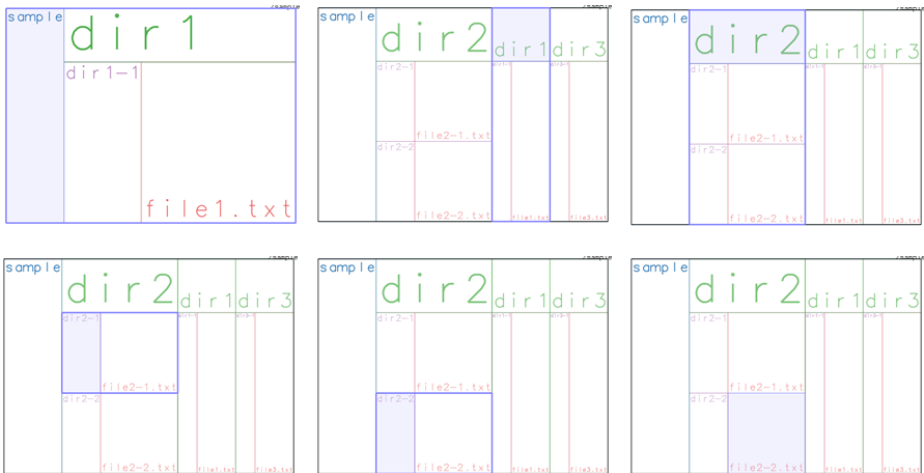 sample
dir1
dir1-1
file1.txt
sample
dir2 dir1 dir3
dir2-1
file2-1.txt
dir2-2
file2-2.txt file1.txt file3.txt
sample
dir2 dir1 dir3
dir2-1
file2-1.txt
dir2-2
file2-2.txt file1.txt file3.txt
sample
dir2 dir1 dir3
dir2-1
file2-1.txt
dir2-2
file2-2.txt file1.txt file3.txt
sample
dir2 dir1 dir3
dir2-1
file2-1.txt
dir2-2
file2-2.txt file1.txt file3.txt
sample
dir2 dir1 dir3
dir2-1
file2-1.txt
dir2-2
file2-2.txt file1.txt file3.txt